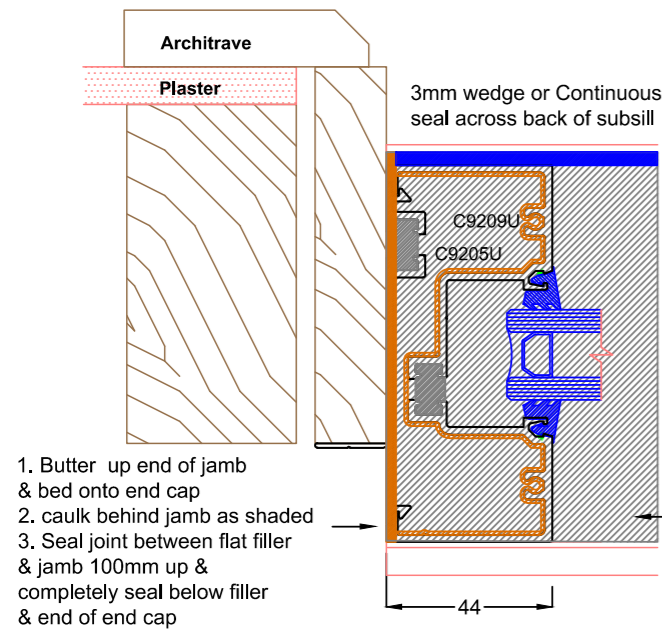 Architrave
Plaster
3mm wedge or Continuous
seal across back of subsill
C9209U
C9205U
1. Butter up end of jamb
& bed onto end cap
2. caulk behind jamb as shaded
3. Seal joint between flat filler
& jamb 100mm up &
completely seal below filler
& end of end cap
44